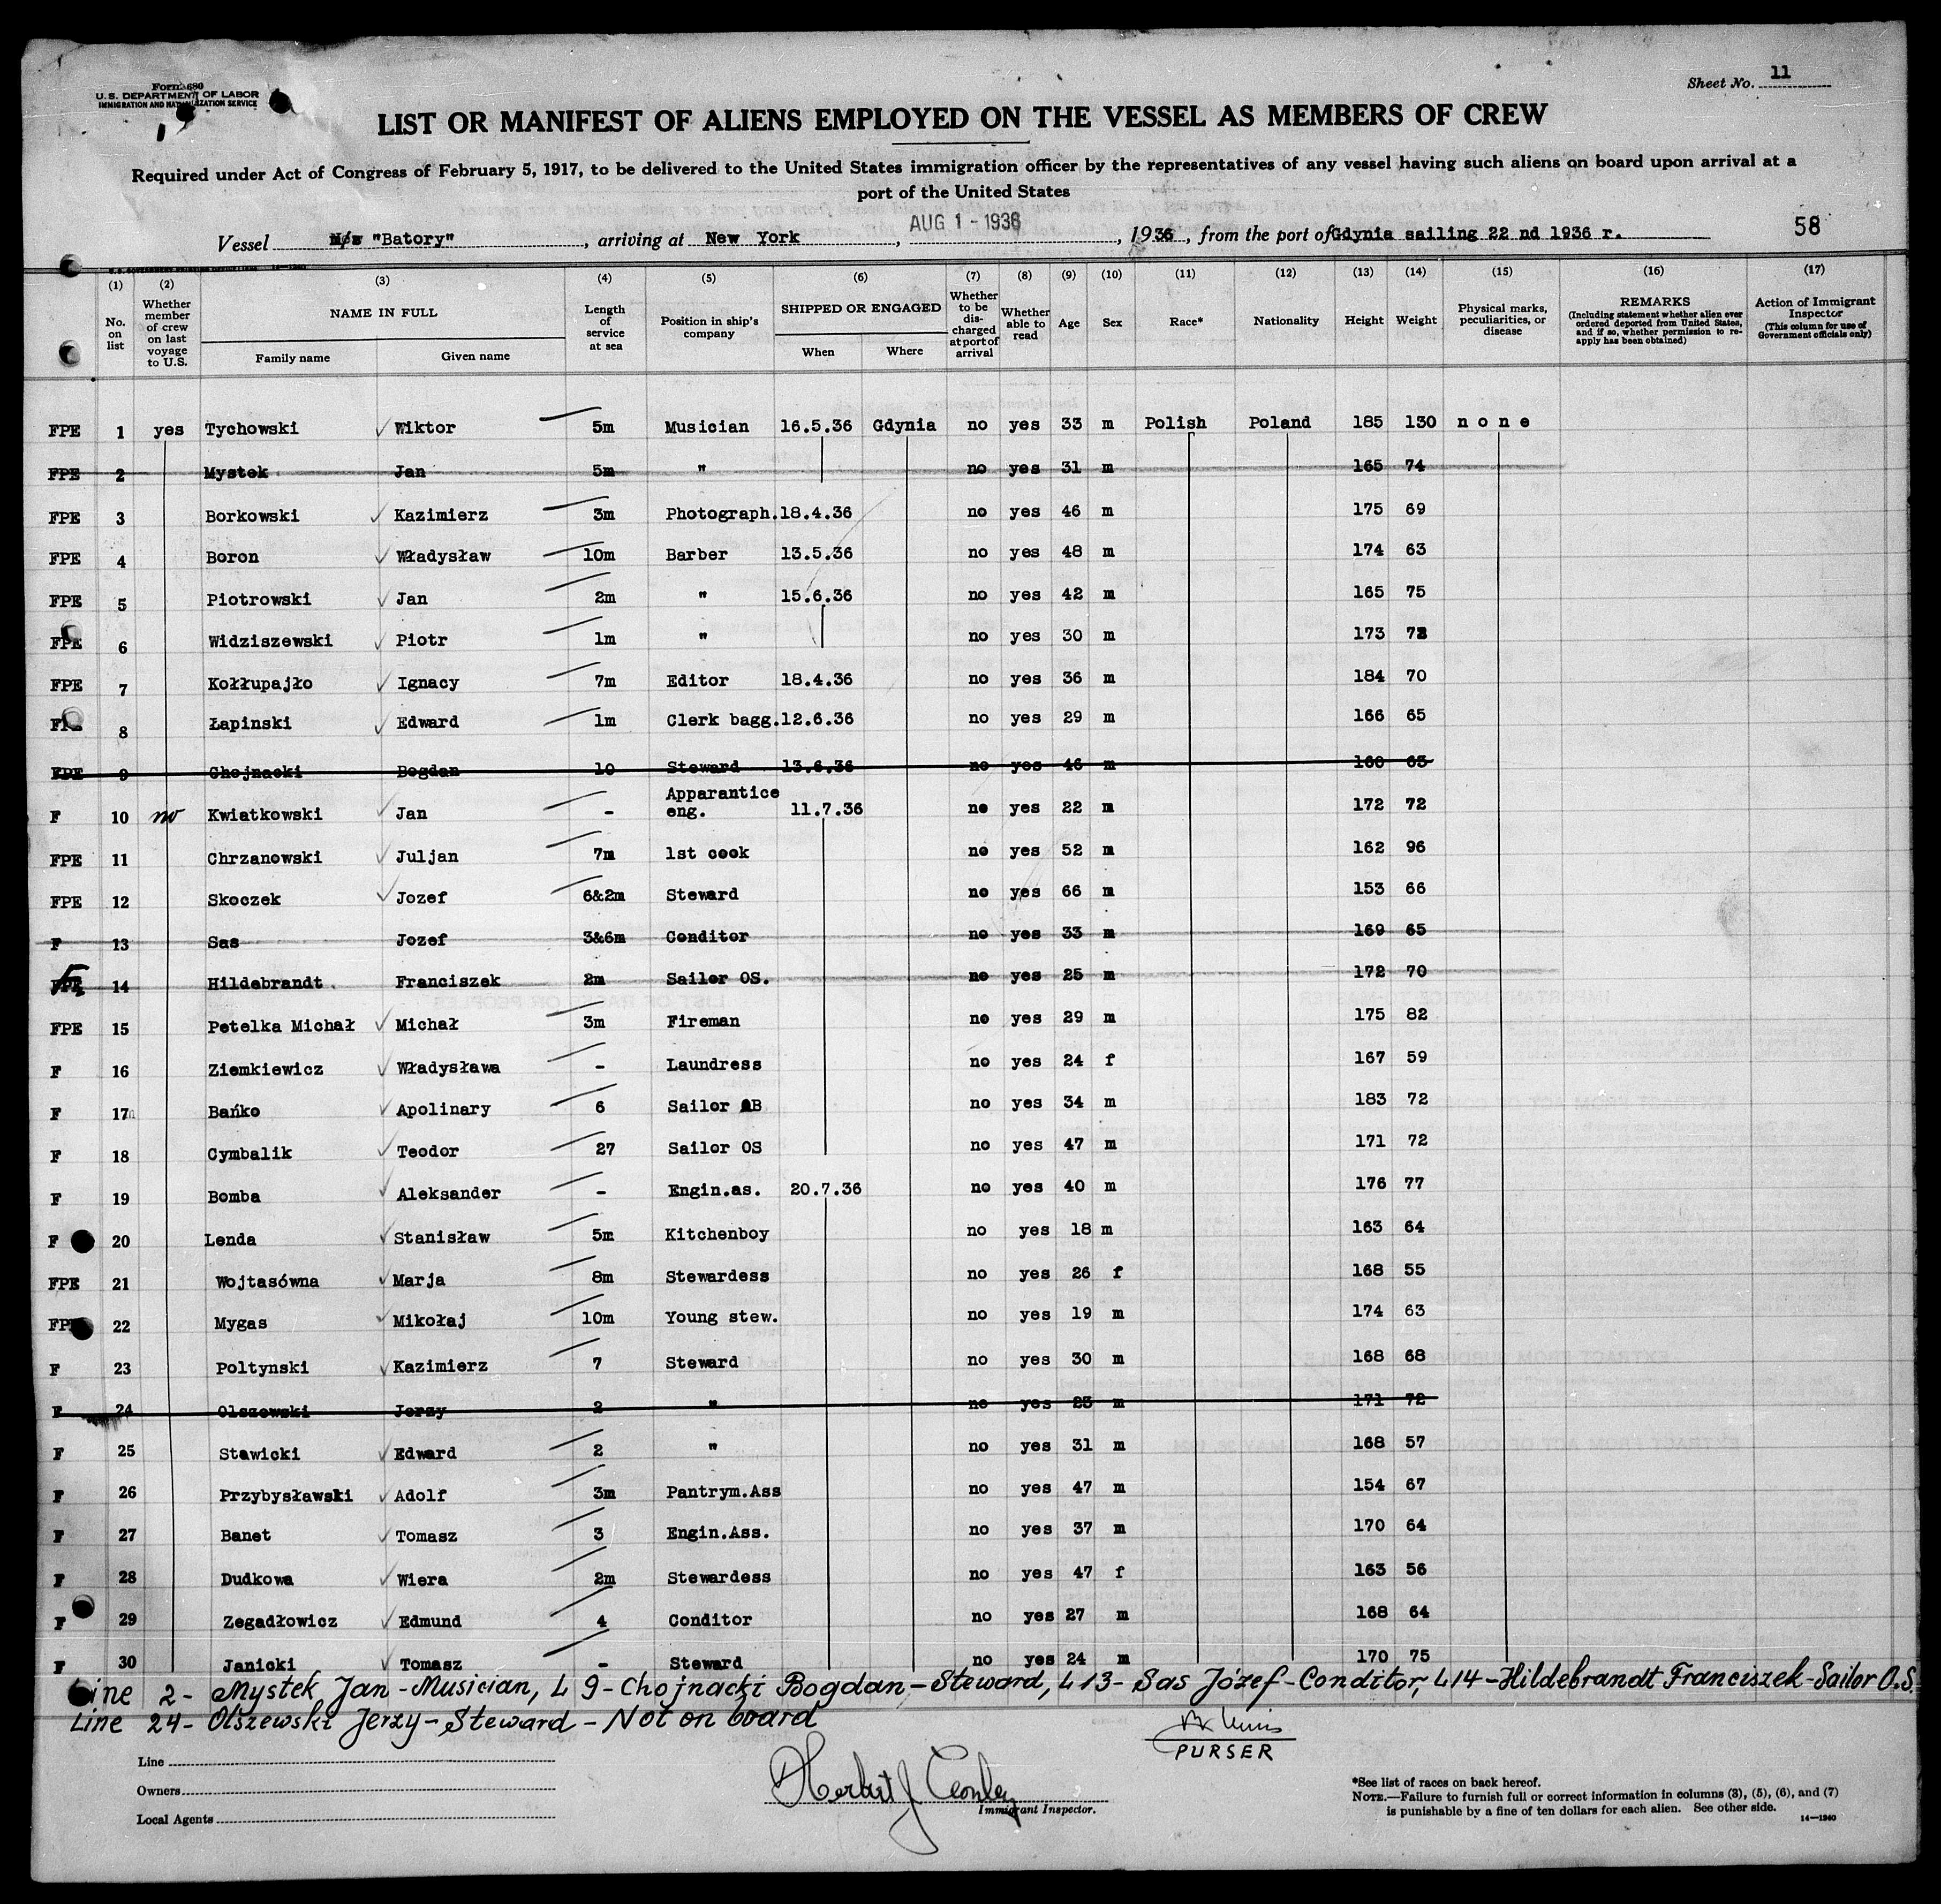 Form 680
U. S. DEPARTMENT OF LABOR
IMMIGRATION AND NATURALIZATION SERVICE
Sheet No. 11
LIST OR MANIFEST OF ALIENS EMPLOYED ON THE VESSEL AS MEMBERS OF CREW
Required under Act of Congress of February 5, 1917, to be delivered to the United States immigration officer by the representatives of any vessel having such aliens on board upon arrival at a
port of the United States
AUG 1 - 1936
Vessel M/s "Batory", arriving at New York, 1936, from the port of Gdynia sailing 22 nd 1936 r.
58
(1) (2) (3) (4) (5) (6) (7) (8) (9) (10) (11) (12) (13) (14) (15) (16) (17)
No. on list
Whether member of crew on last voyage to U.S.
NAME IN FULL
Family name Given name
Length of service at sea
Position in ship's company
SHIPPED OR ENGAGED
When Where
Whether to be discharged at port of arrival
Whether able to read
Age
Sex
Race*
Nationality
Height
Weight
Physical marks, peculiarities, or disease
REMARKS
(Including statement whether alien ever ordered deported from United States, and if so, whether permission to reapply has been obtained)
Action of Immigrant Inspector
(This column for use of Government officials only)
FPE 1 yes Tychowski Wiktor 5m Musician 16.5.36 Gdynia no yes 33 m Polish Poland 185 130 none
FPE 2 Mystek Jan 5m " no yes 31 m 165 74
FPE 3 Borkowski Kazimierz 3m Photograph. 18.4.36 no yes 46 m 175 69
FPE 4 Boron Władysław 10m Barber 13.5.36 no yes 48 m 174 63
FPE 5 Piotrowski Jan 2m " 15.6.36 no yes 42 m 165 75
FPE 6 Widziszewski Piotr 1m " no yes 30 m 173 72
FPE 7 Kołłupajło Ignacy 7m Editor 18.4.36 no yes 36 m 184 70
8 Łapinski Edward 1m Clerk bagg. 12.6.36 no yes 29 m 166 65
FPE 9 Chojnacki Bogdan 10 Steward 13.6.36 no yes 46 m 160 63
F 10 no Kwiatkowski Jan - Apparantice eng. 11.7.36 no yes 22 m 172 72
FPE 11 Chrzanowski Juljan 7m 1st cook no yes 52 m 162 96
FPE 12 Skoczek Jozef 6&2m Steward no yes 66 m 153 66
F 13 Sas Jozef 3&6m Conditor no yes 33 m 169 65
FPE 14 Hildebrandt Franciszek 2m Sailor OS. no yes 25 m 172 70
FPE 15 Petelka Michał Michał 3m Fireman no yes 29 m 175 82
F 16 Ziemkiewicz Władysława - Laundress no yes 24 f 167 59
F 17 Bańko Apolinary 6 Sailor AB no yes 34 m 183 72
F 18 Cymbalik Teodor 27 Sailor OS no yes 47 m 171 72
F 19 Bomba Aleksander - Engin.as. 20.7.36 no yes 40 m 176 77
F 20 Lenda Stanisław 5m Kitchenboy no yes 18 m 163 64
FPE 21 Wojtasówna Marja 8m Stewardess no yes 26 f 168 55
FPE 22 Mygas Mikołaj 10m Young stew. no yes 19 m 174 63
F 23 Poltynski Kazimierz 7 Steward no yes 30 m 168 68
F 24 Olszewski Jerzy 2 " no yes 23 m 171 72
F 25 Stawicki Edward 2 " no yes 31 m 168 57
F 26 Przybysławski Adolf 3m Pantrym.Ass no yes 47 m 154 67
F 27 Banet Tomasz 3 Engin.Ass. no yes 37 m 170 64
F 28 Dudkowa Wiera 2m Stewardess no yes 47 f 163 56
F 29 Zegadłowicz Edmund 4 Conditor no yes 27 m 168 64
F 30 Janicki Tomasz - Steward no yes 24 m 170 75
Line 2- Mystek Jan -Musician, L 9- Chojnacki Bogdan - Steward, L 13- Sas Józef - Conditor, L 14 - Hildebrandt Franciszek - Sailor O.S.
Line 24- Olszewski Jerzy - Steward - Not on board
PURSER
Line
Owners
Local Agents
Immigrant Inspector.
*See list of races on back hereof.
NOTE.—Failure to furnish full or correct information in columns (3), (5), (6), and (7)
is punishable by a fine of ten dollars for each alien. See other side.
14—1240